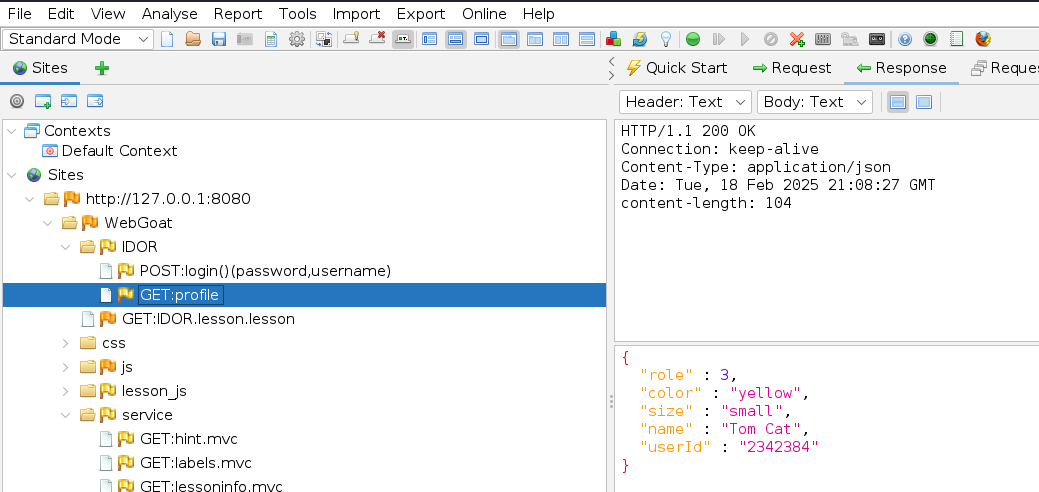 File Edit View Analyse Report Tools Import Export Online Help
Standard Mode
Sites
Quick Start
Request
Response
Reque
Header: Text
Body: Text
Contexts
Default Context
Sites
http://127.0.0.1:8080
WebGoat
IDOR
POST:login()(password,username)
GET:profile
GET:IDOR.lesson.lesson
css
js
lesson_js
service
GET:hint.mvc
GET:labels.mvc
GET:lessoninfo.mvc
HTTP/1.1 200 OK
Connection: keep-alive
Content-Type: application/json
Date: Tue, 18 Feb 2025 21:08:27 GMT
content-length: 104
{
"role" : 3,
"color" : "yellow",
"size" : "small",
"name" : "Tom Cat",
"userId" : "2342384"
}